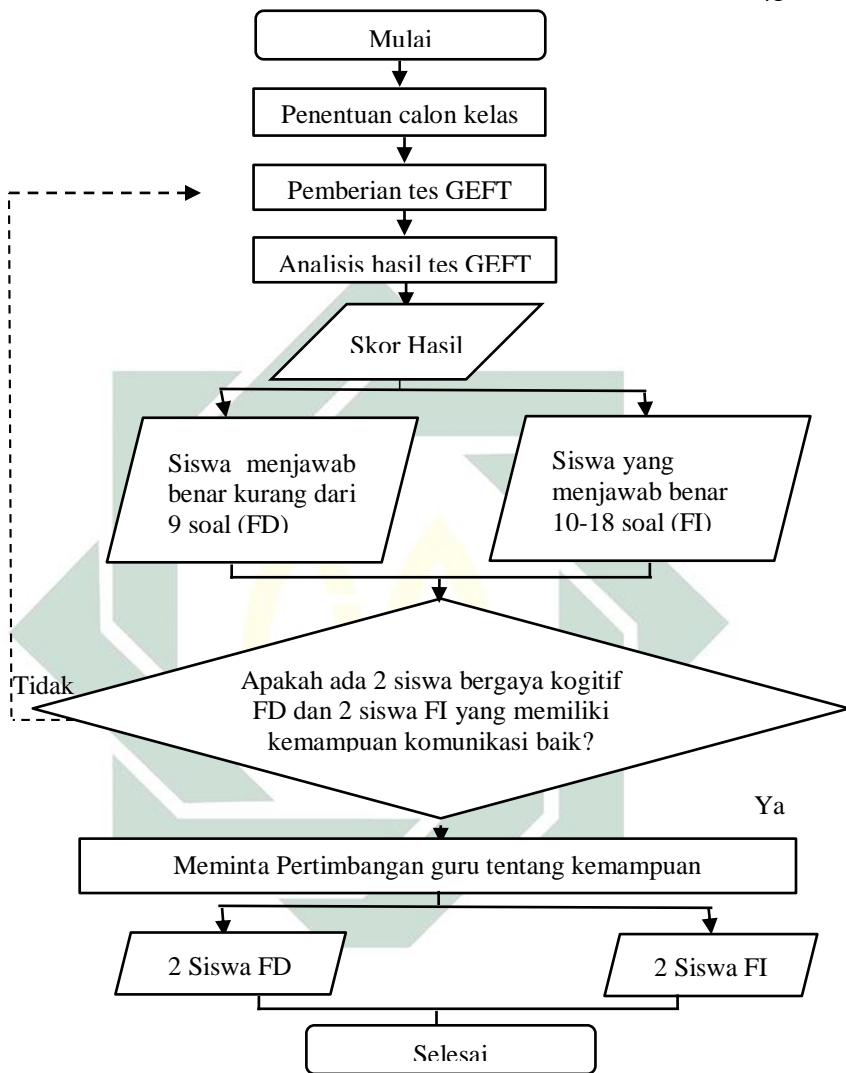 Mulai
Penentuan calon kelas
Pemberian tes GEFT
Analisis hasil tes GEFT
Skor Hasil
Siswa menjawab
benar kurang dari
9 soal (FD)
Siswa yang
menjawab benar
10-18 soal (FI)
Tidak
Apakah ada 2 siswa bergaya kogitif
FD dan 2 siswa FI yang memiliki
kemampuan komunikasi baik?
Ya
Meminta Pertimbangan guru tentang kemampuan
2 Siswa FD
2 Siswa FI
Selesai